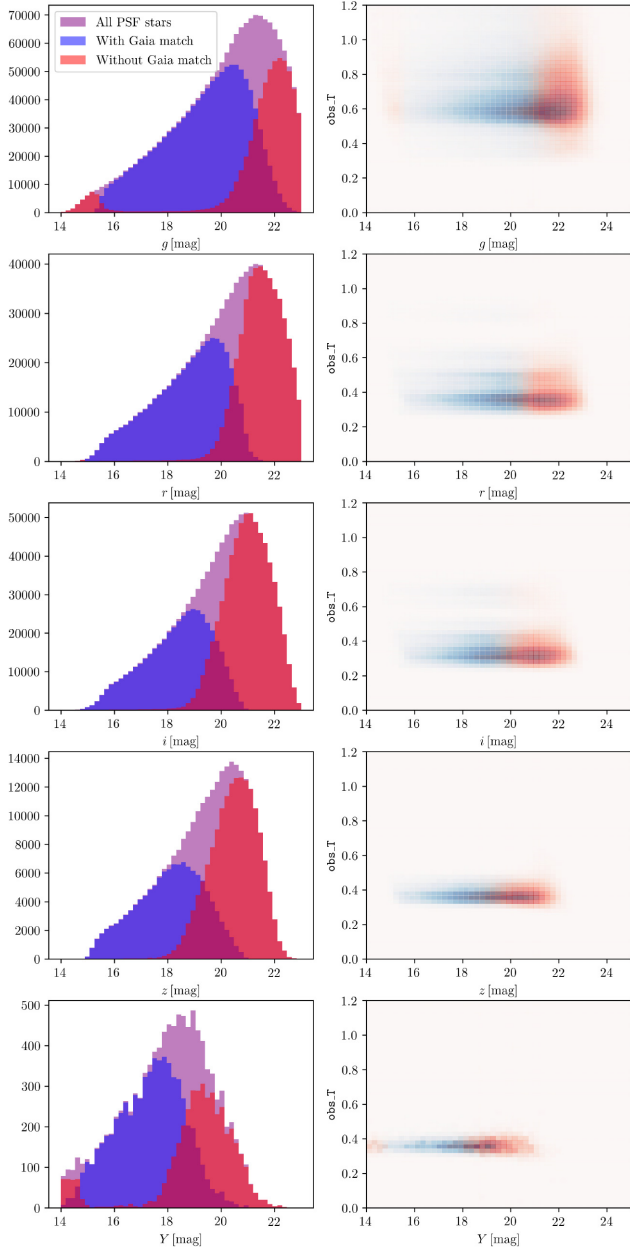 All PSF stars
With Gaia match
Without Gaia match
70000
60000
50000
40000
30000
20000
10000
0
14 16 18 20 22
g [mag]
obs_T
1.2
1.0
0.8
0.6
0.4
0.2
0.0
14 16 18 20 22 24
g [mag]
40000
30000
20000
10000
0
14 16 18 20 22
r [mag]
obs_T
1.2
1.0
0.8
0.6
0.4
0.2
0.0
14 16 18 20 22 24
r [mag]
50000
40000
30000
20000
10000
0
14 16 18 20 22
i [mag]
obs_T
1.2
1.0
0.8
0.6
0.4
0.2
0.0
14 16 18 20 22 24
i [mag]
14000
12000
10000
8000
6000
4000
2000
0
14 16 18 20 22
z [mag]
obs_T
1.2
1.0
0.8
0.6
0.4
0.2
0.0
14 16 18 20 22 24
z [mag]
500
400
300
200
100
0
14 16 18 20 22
Y [mag]
obs_T
1.2
1.0
0.8
0.6
0.4
0.2
0.0
14 16 18 20 22 24
Y [mag]